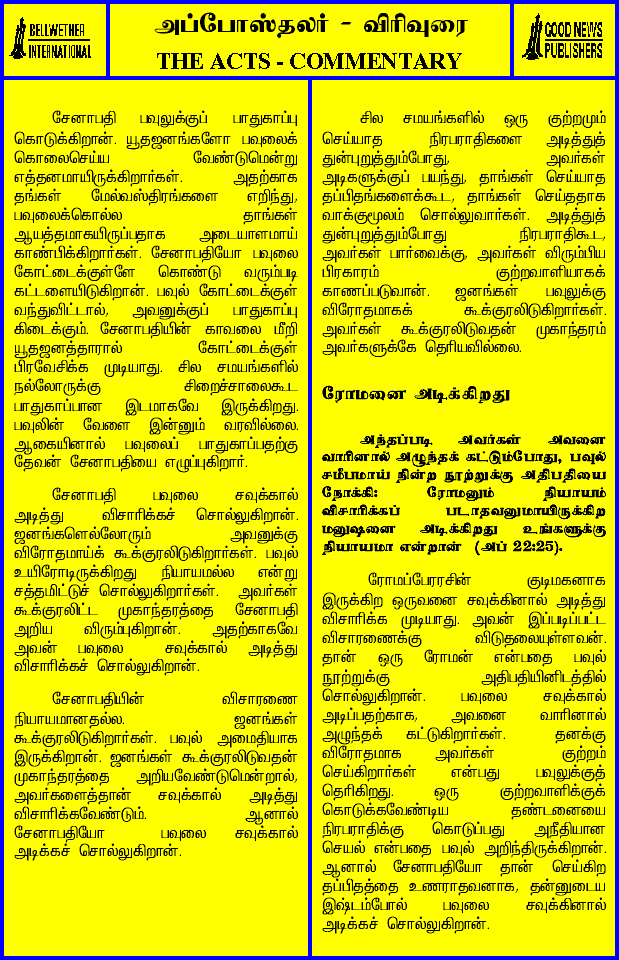 BELLWETHER
INTERNATIONAL
அப்போஸ்தலர் - விரிவுரை
THE ACTS - COMMENTARY
GOOD NEWS
PUBLISHERS
சேனாபதி பவுலுக்குப் பாதுகாப்பு
கொடுக்கிறான். யூதஜனங்களோ பவுலைக்
கொலைசெய்ய வேண்டுமென்று
எத்தனமாயிருக்கிறார்கள். அதற்காக
தங்கள் மேல்வஸ்திரங்களை எறிந்து,
பவுலைக்கொல்ல தாங்கள்
ஆயத்தமாகயிருப்பதாக அடையாளமாய்
காண்பிக்கிறார்கள். சேனாபதியோ பவுலை
கோட்டைக்குள்ளே கொண்டு வரும்படி
கட்டளையிடுகிறான். பவுல் கோட்டைக்குள்
வந்துவிட்டால், அவனுக்குப் பாதுகாப்பு
கிடைக்கும். சேனாபதியின் காவலை மீறி
யூதஜனத்தாரால் கோட்டைக்குள்
பிரவேசிக்க முடியாது. சில சமயங்களில்
நல்லோருக்கு சிறைச்சாலைகூட
பாதுகாப்பான இடமாகவே இருக்கிறது.
பவுலின் வேளை இன்னும் வரவில்லை.
ஆகையினால் பவுலைப் பாதுகாப்பதற்கு
தேவன் சேனாபதியை எழுப்புகிறார்.
சேனாபதி பவுலை சவுக்கால்
அடித்து விசாரிக்கச் சொல்லுகிறான்.
ஜனங்களெல்லோரும் அவனுக்கு
விரோதமாய்க் கூக்குரலிடுகிறார்கள். பவுல்
உயிரோடிருக்கிறது நியாயமல்ல என்று
சத்தமிட்டுச் சொல்லுகிறார்கள். அவர்கள்
கூக்குரலிட்ட முகாந்தரத்தை சேனாபதி
அறிய விரும்புகிறான். அதற்காகவே
அவன் பவுலை சவுக்கால் அடித்து
விசாரிக்கச் சொல்லுகிறான்.
சேனாபதியின் விசாரணை
நியாயமானதல்ல. ஜனங்கள்
கூக்குரலிடுகிறார்கள். பவுல் அமைதியாக
இருக்கிறான். ஜனங்கள் கூக்குரலிடுவதன்
முகாந்தரத்தை அறியவேண்டுமென்றால்,
அவர்களைத்தான் சவுக்கால் அடித்து
விசாரிக்கவேண்டும். ஆனால்
சேனாபதியோ பவுலை சவுக்கால்
அடிக்கச் சொல்லுகிறான்.
சில சமயங்களில் ஒரு குற்றமும்
செய்யாத நிரபராதிகளை அடித்துத்
துன்புறுத்தும்போது, அவர்கள்
அடிகளுக்குப் பயந்து, தாங்கள் செய்யாத
தப்பிதங்களைக்கூட, தாங்கள் செய்ததாக
வாக்குமூலம் சொல்லுவார்கள். அடித்துத்
துன்புறுத்தும்போது நிரபராதிகூட,
அவர்கள் பார்வைக்கு, அவர்கள் விரும்பிய
பிரகாரம் குற்றவாளியாகக்
காணப்படுவான். ஜனங்கள் பவுலுக்கு
விரோதமாகக் கூக்குரலிடுகிறார்கள்.
அவர்கள் கூக்குரலிடுவதன் முகாந்தரம்
அவர்களுக்கே தெரியவில்லை.
ரோமனை அடிக்கிறது
அந்தப்படி அவர்கள் அவனை
வாரினால் அழுந்தக் கட்டும்போது, பவுல்
சமீபமாய் நின்ற நூற்றுக்கு அதிபதியை
நோக்கி: ரோமனும் நியாயம்
விசாரிக்கப் படாதவனுமாயிருக்கிற
மனுஷனை அடிக்கிறது உங்களுக்கு
நியாயமா என்றான் (அப் 22:25).
ரோமப்பேரரசின் குடிமகனாக
இருக்கிற ஒருவனை சவுக்கினால் அடித்து
விசாரிக்க முடியாது. அவன் இப்படிப்பட்ட
விசாரணைக்கு விடுதலையுள்ளவன்.
தான் ஒரு ரோமன் என்பதை பவுல்
நூற்றுக்கு அதிபதியினிடத்தில்
சொல்லுகிறான். பவுலை சவுக்கால்
அடிப்பதற்காக, அவனை வாரினால்
அழுந்தக் கட்டுகிறார்கள். தனக்கு
விரோதமாக அவர்கள் குற்றம்
செய்கிறார்கள் என்பது பவுலுக்குத்
தெரிகிறது. ஒரு குற்றவாளிக்குக்
கொடுக்கவேண்டிய தண்டனையை
நிரபராதிக்கு கொடுப்பது அநீதியான
செயல் என்பதை பவுல் அறிந்திருக்கிறான்.
ஆனால் சேனாபதியோ தான் செய்கிற
தப்பிதத்தை உணராதவனாக, தன்னுடைய
இஷ்டம்போல் பவுலை சவுக்கினால்
அடிக்கச் சொல்லுகிறான்.